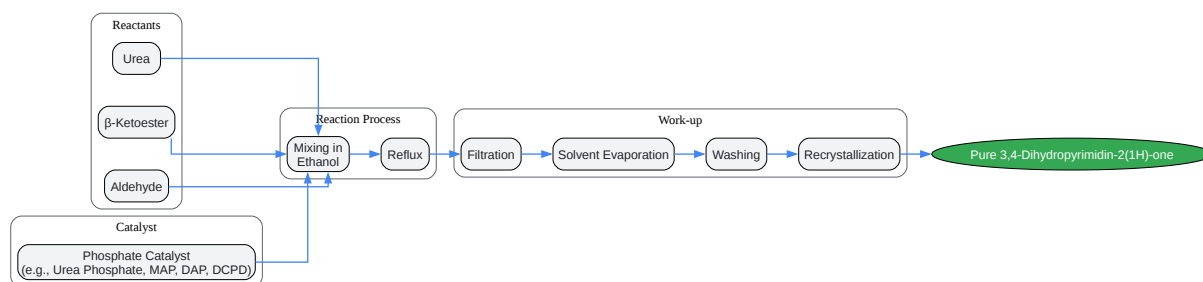 Reactants
Urea
β-Ketoester
Aldehyde
Catalyst
Phosphate Catalyst
(e.g., Urea Phosphate, MAP, DAP, DCPD)
Reaction Process
Mixing in
Ethanol
Reflux
Work-up
Filtration
Solvent Evaporation
Washing
Recrystallization
Pure 3,4-Dihydropyrimidin-2(1H)-one